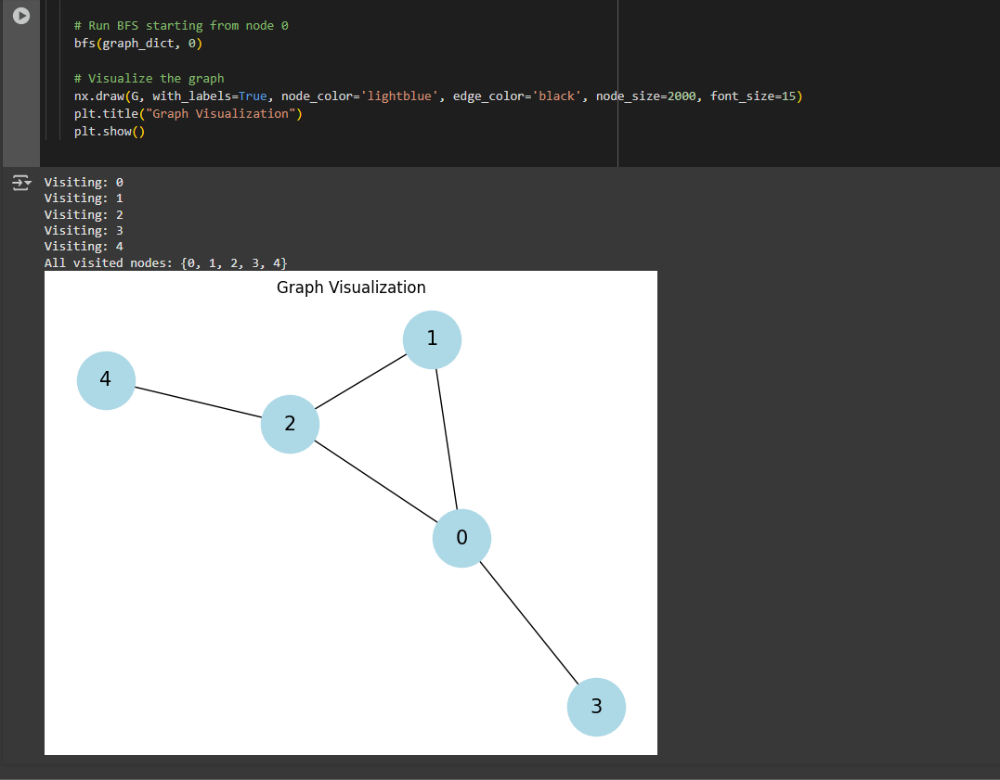 # Run BFS starting from node 0
bfs(graph_dict, 0)
# Visualize the graph
nx.draw(G, with_labels=True, node_color='lightblue', edge_color='black', node_size=2000, font_size=15)
plt.title("Graph Visualization")
plt.show()
Visiting: 0
Visiting: 1
Visiting: 2
Visiting: 3
Visiting: 4
All visited nodes: {0, 1, 2, 3, 4}
Graph Visualization
1
4
2
0
3